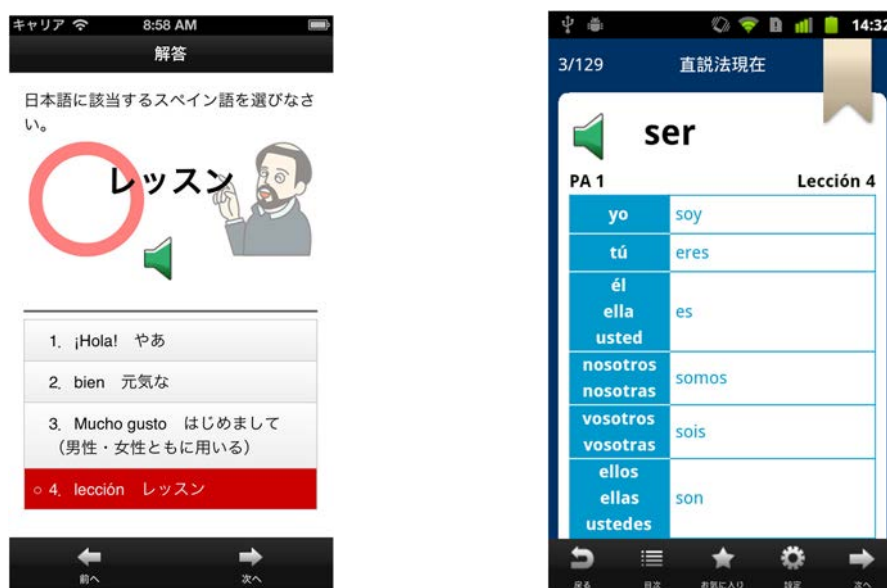 キャリア 8:58 AM
解答
日本語に該当するスペイン語を選びなさ
い。
レッスン
1. ¡Hola! やあ
2. bien 元気な
3. Mucho gusto はじめまして
（男性・女性ともに用いる）
○ 4. lección レッスン
前へ 次へ
14:32
3/129 直説法現在
ser
PA 1 Lección 4
yo soy
tú eres
él
ella es
usted
nosotros
nosotras somos
vosotros
vosotras sois
ellos
ellas son
ustedes
戻る 目次 お気に入り 設定 次へ